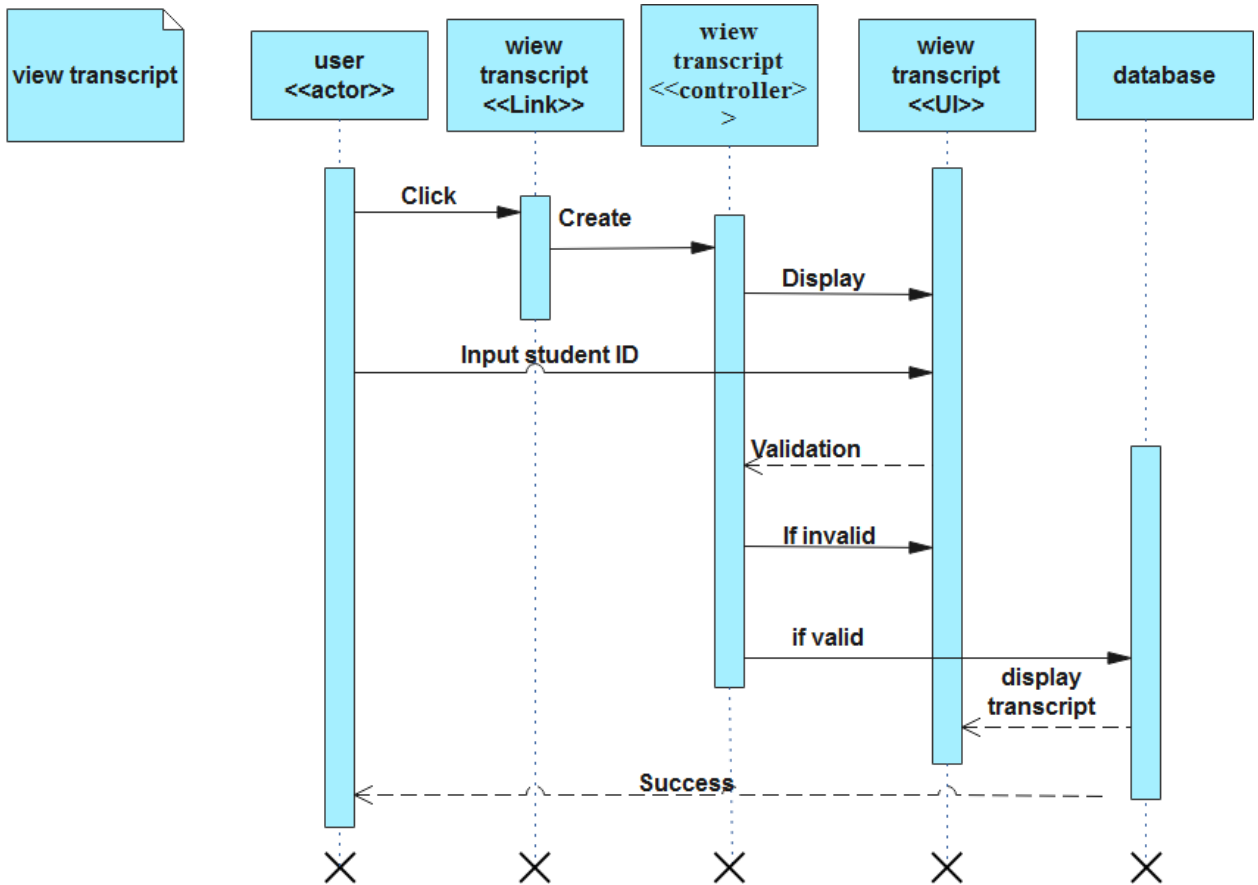 view transcript
user
<<actor>>
wiew
transcript
<<Link>>
wiew
transcript
<<controller>
>
wiew
transcript
<<UI>>
database
Click
Create
Display
Input student ID
Validation
If invalid
if valid
display
transcript
Success